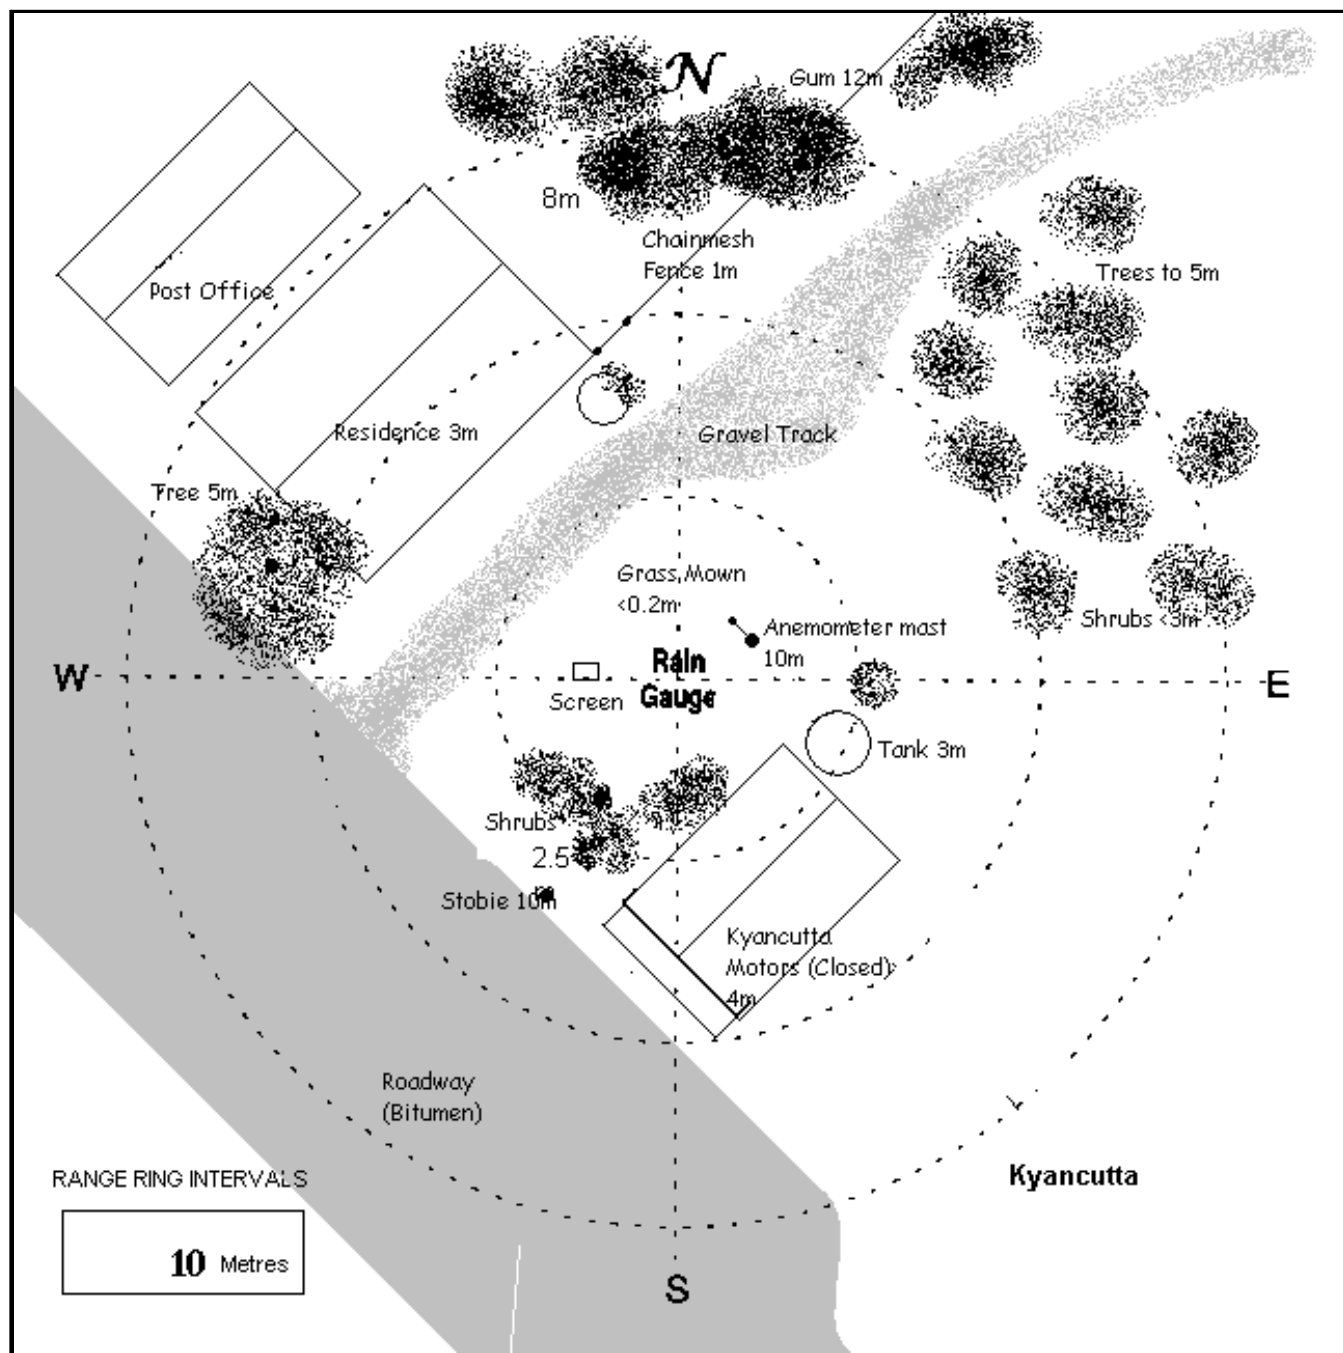 N
Gum 12m
8m
Chainmesh
Fence 1m
Trees to 5m
Post Office
Residence 3m
Gravel Track
Tree 5m
Grass Mown
<0.2m
Shrubs <3m
Anemometer mast
10m
W
Rain
Gauge
E
Screen
Tank 3m
Shrubs
2.5
m
Stobie 10m
Kyancutta
Motors (Closed)
4m
Roadway
(Bitumen)
Kyancutta
RANGE RING INTERVALS
10 Metres
S